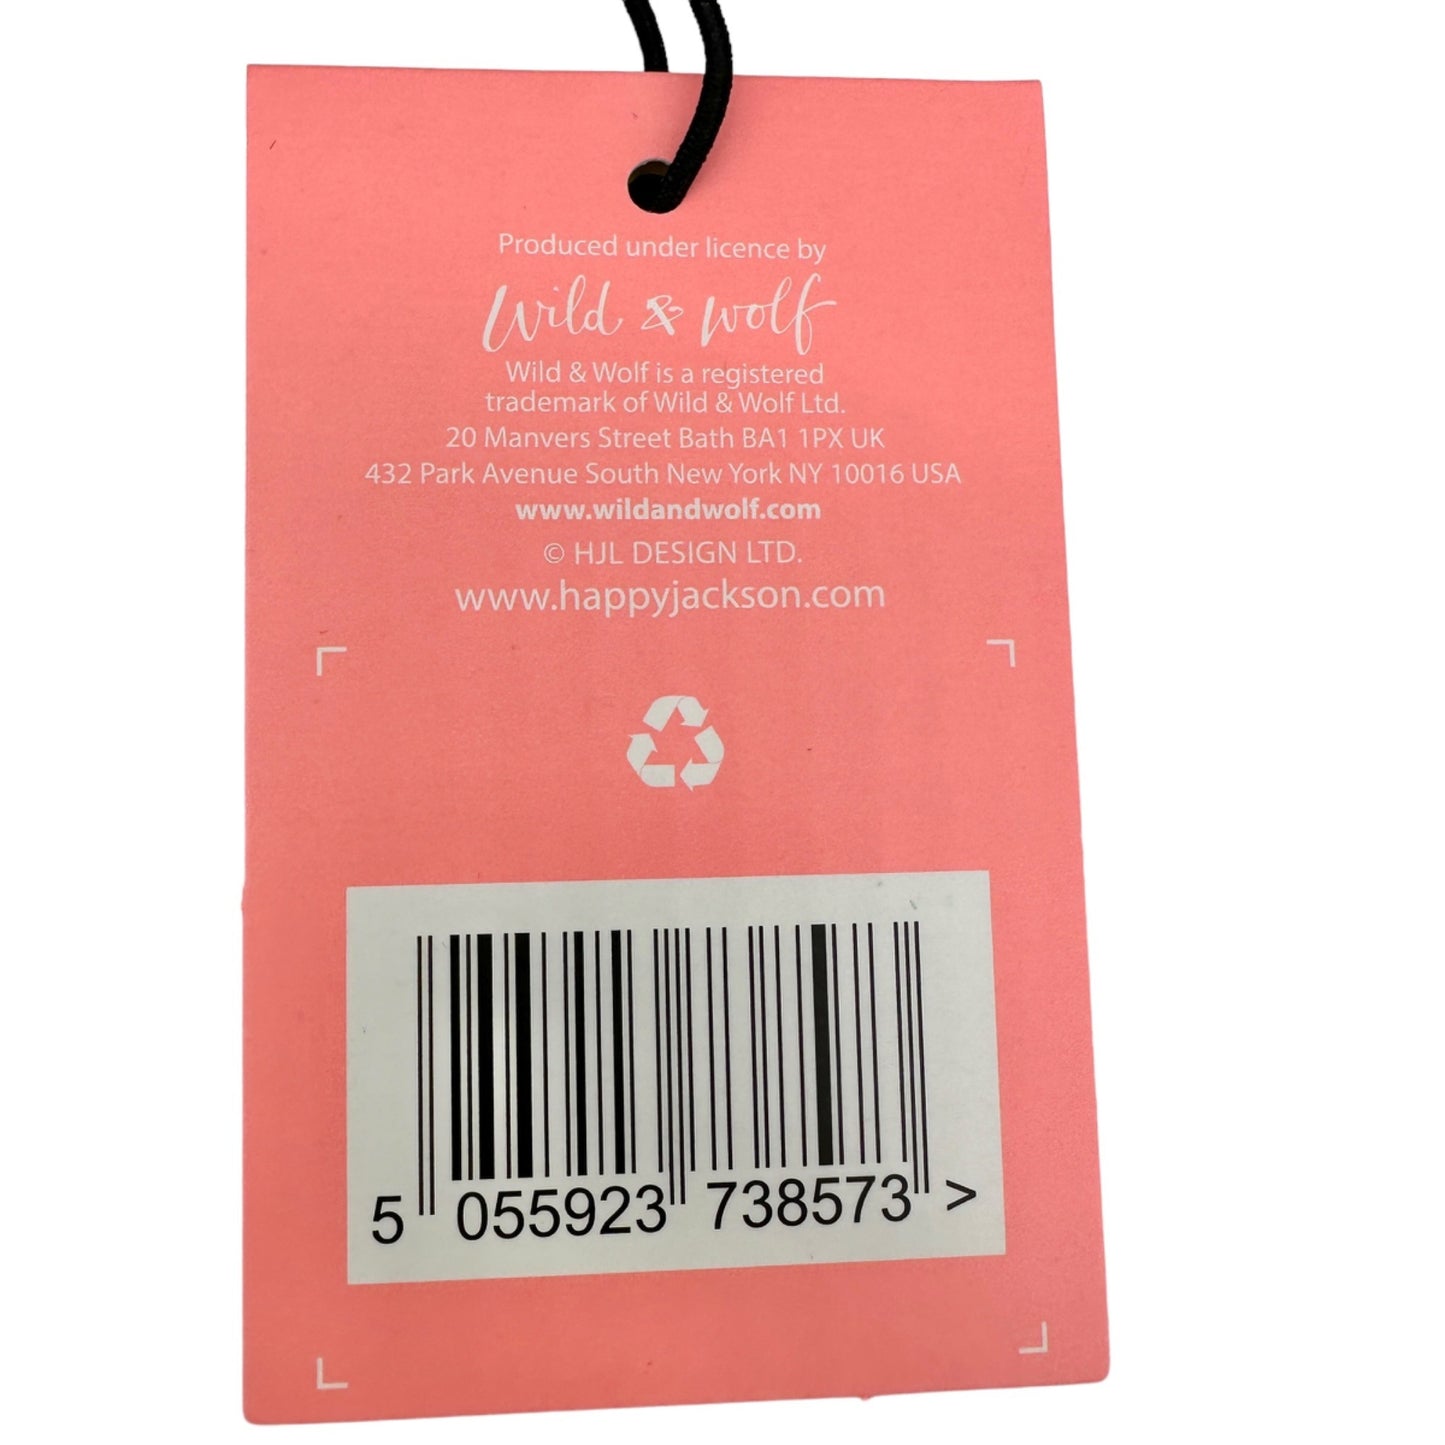 Produced under licence by
Wild & Wolf
Wild & Wolf is a registered
trademark of Wild & Wolf Ltd.
20 Manvers Street Bath BA1 1PX UK
432 Park Avenue South New York NY 10016 USA
www.wildandwolf.com
© HJL DESIGN LTD.
www.happyjackson.com
5 055923 738573 >